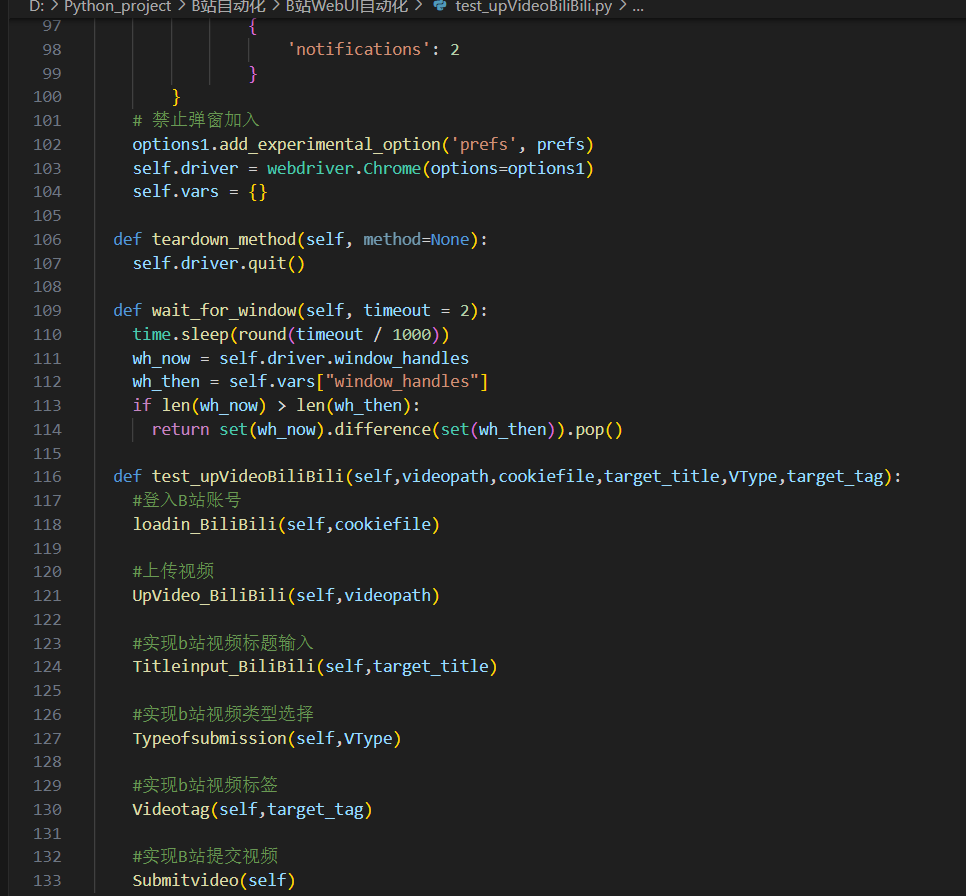 D: > Python_project > B站自动化 > B站WebUI自动化 > test_upVideoBiliBili.py > ...
97 {
98 'notifications': 2
99 }
100 }
101 # 禁止弹窗加入
102 options1.add_experimental_option('prefs', prefs)
103 self.driver = webdriver.Chrome(options=options1)
104 self.vars = {}
105
106 def teardown_method(self, method=None):
107 self.driver.quit()
108
109 def wait_for_window(self, timeout = 2):
110 time.sleep(round(timeout / 1000))
111 wh_now = self.driver.window_handles
112 wh_then = self.vars["window_handles"]
113 if len(wh_now) > len(wh_then):
114 return set(wh_now).difference(set(wh_then)).pop()
115
116 def test_upVideoBiliBili(self,videopath,cookiefile,target_title,VType,target_tag):
117 #登入B站账号
118 loadin_BiliBili(self,cookiefile)
119
120 #上传视频
121 UpVideo_BiliBili(self,videopath)
122
123 #实现b站视频标题输入
124 Titleinput_BiliBili(self,target_title)
125
126 #实现b站视频类型选择
127 Typeofsubmission(self,VType)
128
129 #实现b站视频标签
130 Videotag(self,target_tag)
131
132 #实现B站提交视频
133 Submitvideo(self)